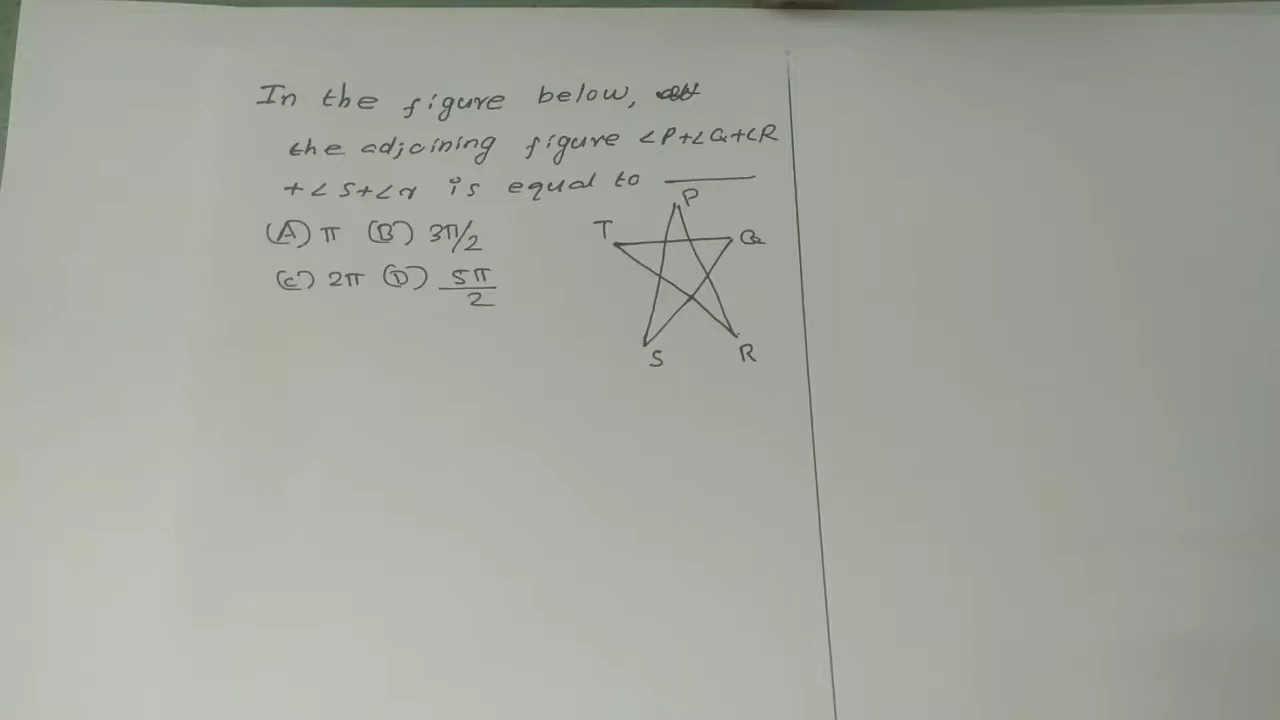 In the figure below,
the adjoining figure ∠P+∠Q+∠R
+∠S+∠ is equal to ______
(A) π (B) 3π/2
(C) 2π (D) 5π/2
P
T
Q
S
R